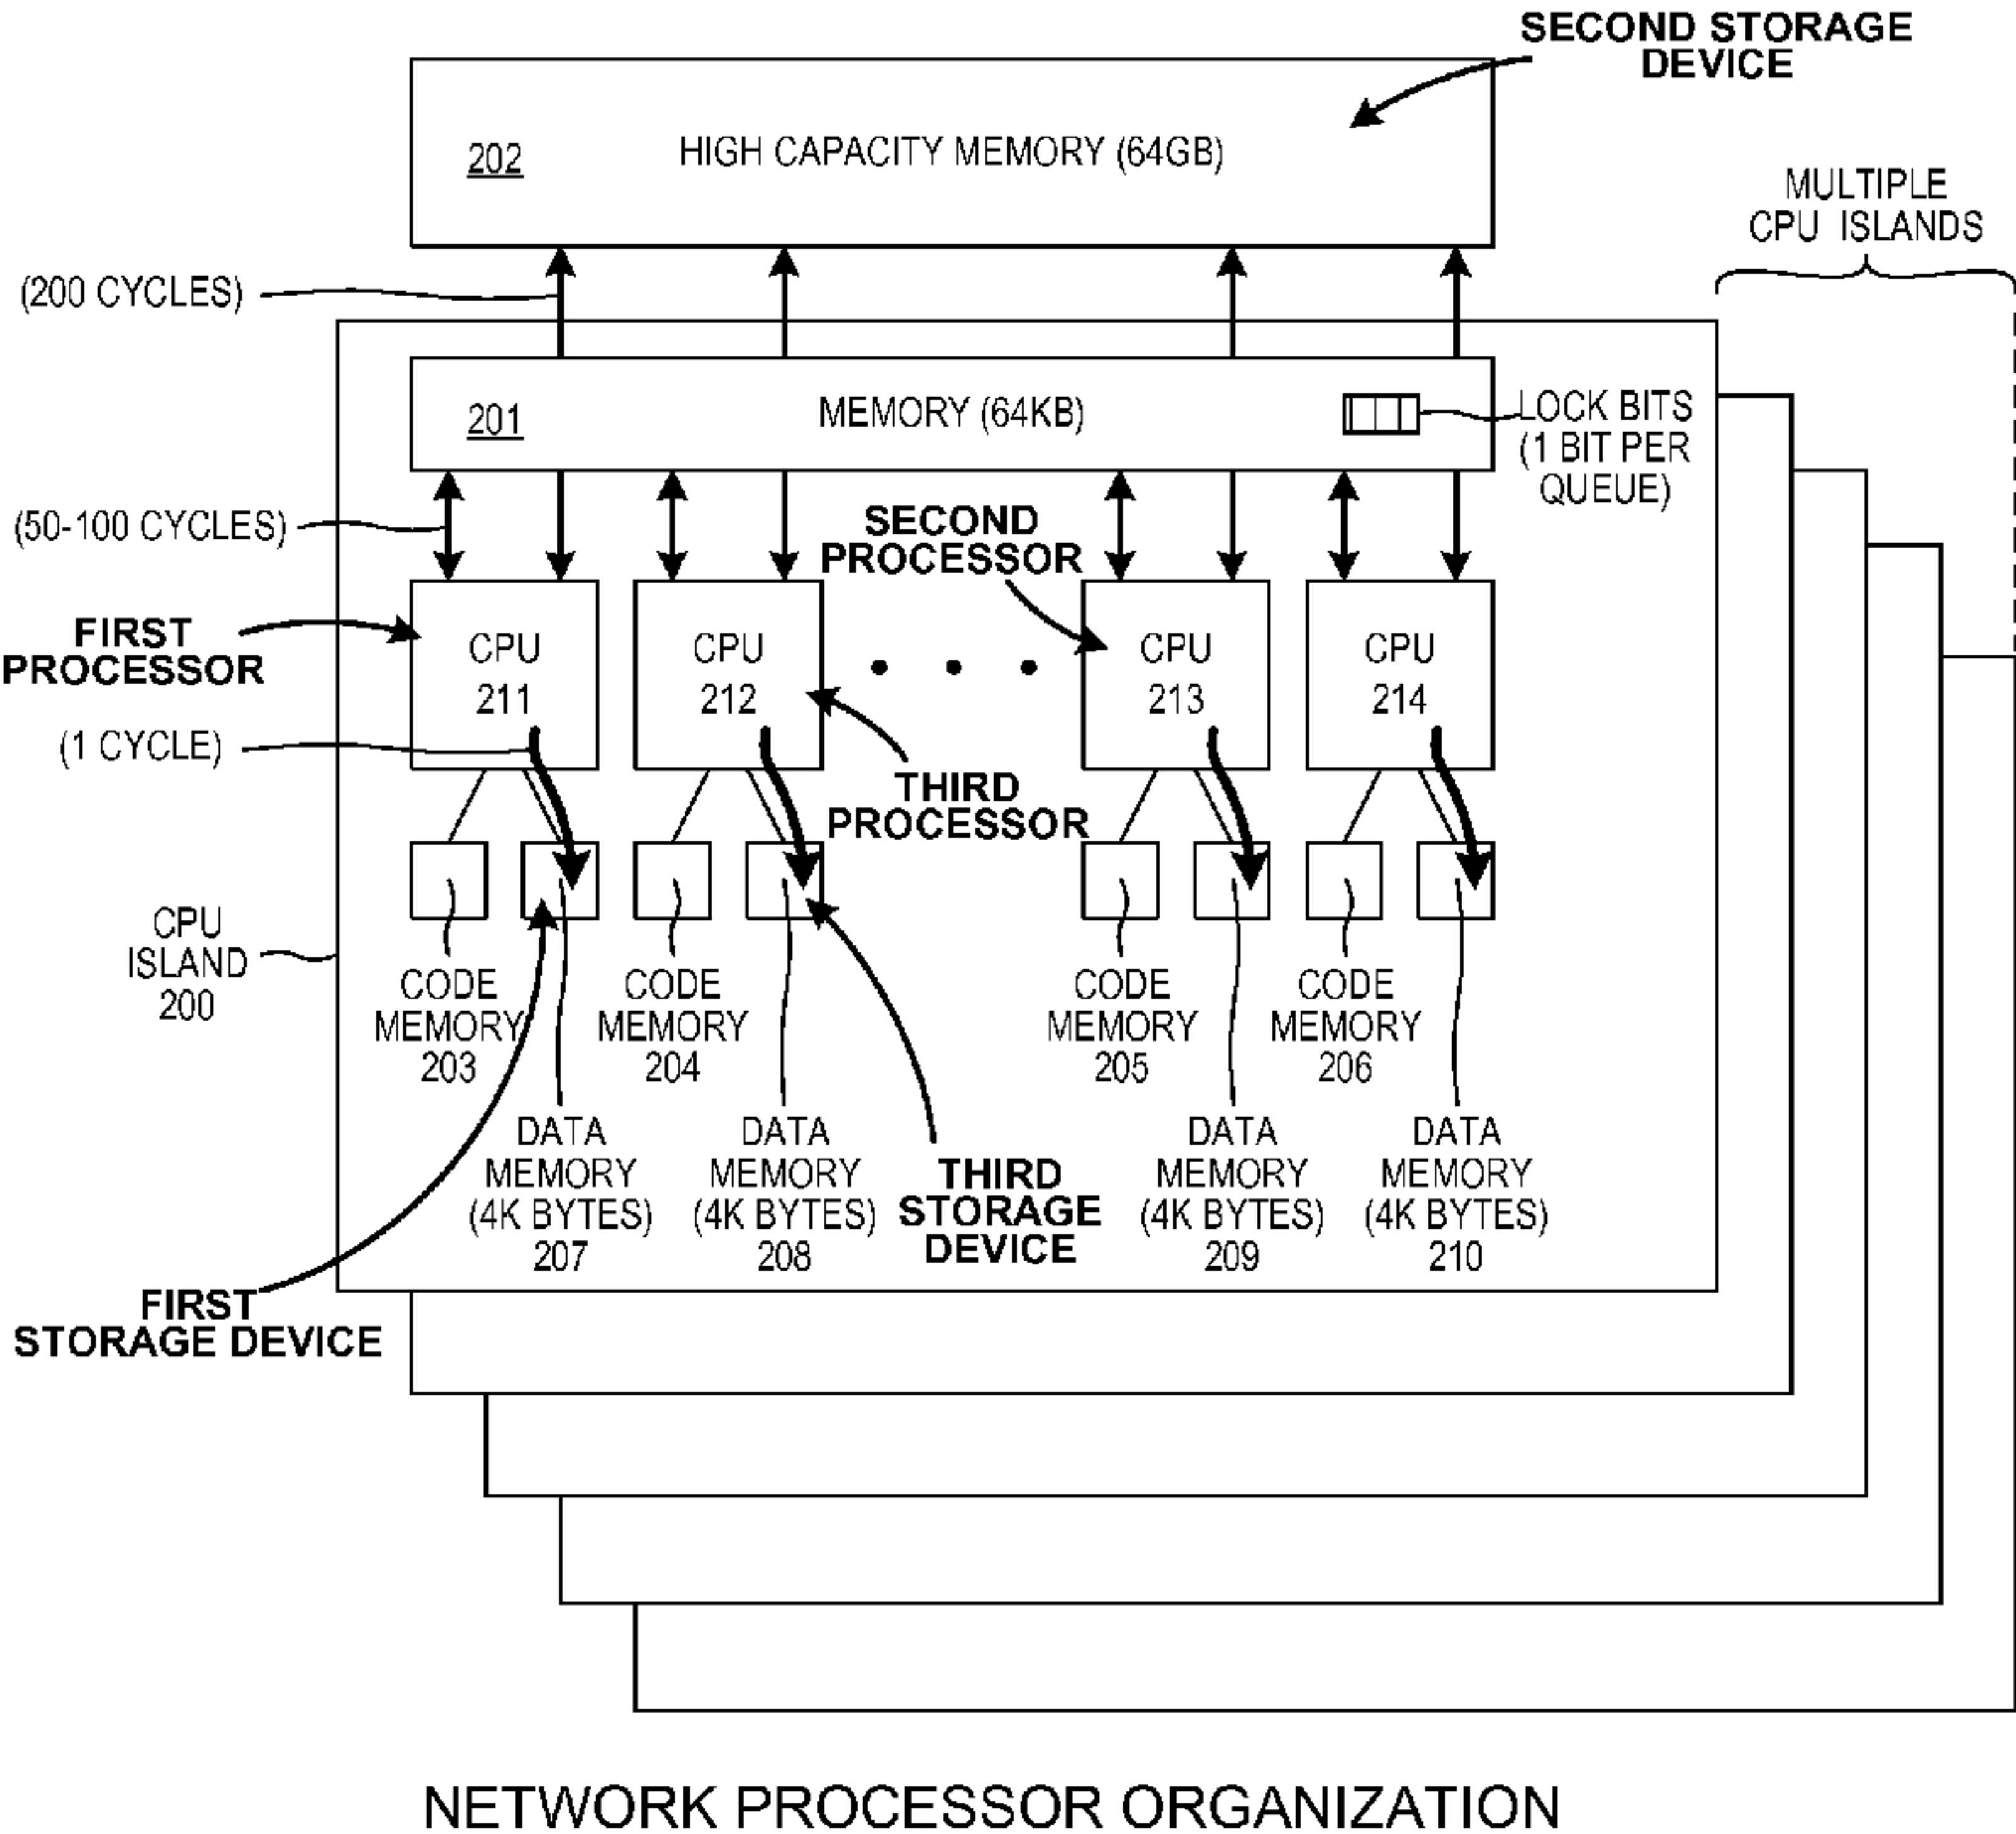 SECOND STORAGE
DEVICE
202
HIGH CAPACITY MEMORY (64GB)
MULTIPLE
CPU ISLANDS
(200 CYCLES)
201
MEMORY (64KB)
LOCK BITS
(1 BIT PER
QUEUE)
(50-100 CYCLES)
SECOND
PROCESSOR
FIRST
PROCESSOR
CPU
211
CPU
212
CPU
213
CPU
214
(1 CYCLE)
THIRD
PROCESSOR
CPU
ISLAND
200
CODE
MEMORY
203
CODE
MEMORY
204
CODE
MEMORY
205
CODE
MEMORY
206
DATA
MEMORY
(4K BYTES)
207
DATA
MEMORY
(4K BYTES)
208
THIRD
STORAGE
DEVICE
DATA
MEMORY
(4K BYTES)
209
DATA
MEMORY
(4K BYTES)
210
FIRST
STORAGE DEVICE
NETWORK PROCESSOR ORGANIZATION